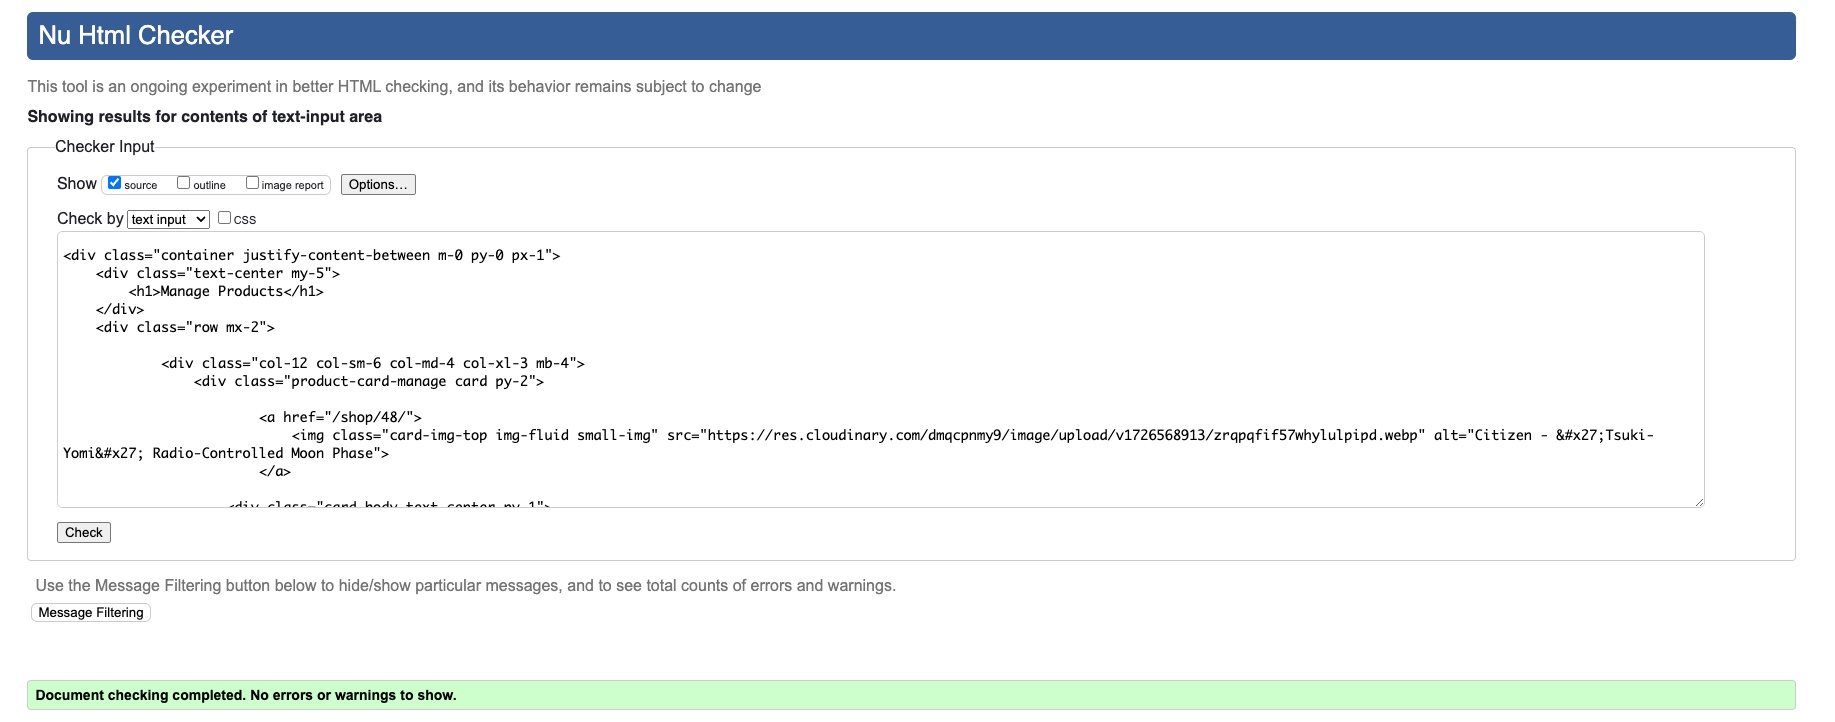 Nu Html Checker
This tool is an ongoing experiment in better HTML checking, and its behavior remains subject to change
Showing results for contents of text-input area
Checker Input
Show source outline image report Options...
Check by text input css
<div class="container justify-content-between m-0 py-0 px-1">
<div class="text-center my-5">
<h1>Manage Products</h1>
</div>
<div class="row mx-2">
<div class="col-12 col-sm-6 col-md-4 col-xl-3 mb-4">
<div class="product-card-manage card py-2">
<a href="/shop/48/">
<img class="card-img-top img-fluid small-img" src="https://res.cloudinary.com/dmqcpnmy9/image/upload/v1726568913/zrqpqfif57whylulpipd.webp" alt="Citizen - &#x27;Tsuki-
Yomi&#x27; Radio-Controlled Moon Phase">
</a>
<div class="card-body text-center py-1">
Check
Use the Message Filtering button below to hide/show particular messages, and to see total counts of errors and warnings.
Message Filtering
Document checking completed. No errors or warnings to show.